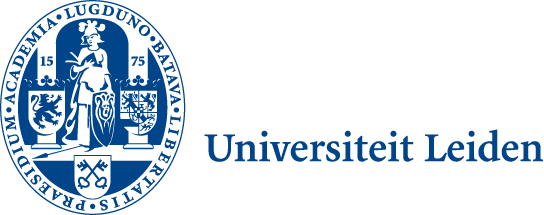 ACADEMIA · LUGDUNO · BATAVA · LIBERTATIS · PRAESIDIUM ·
15 75
Universiteit Leiden